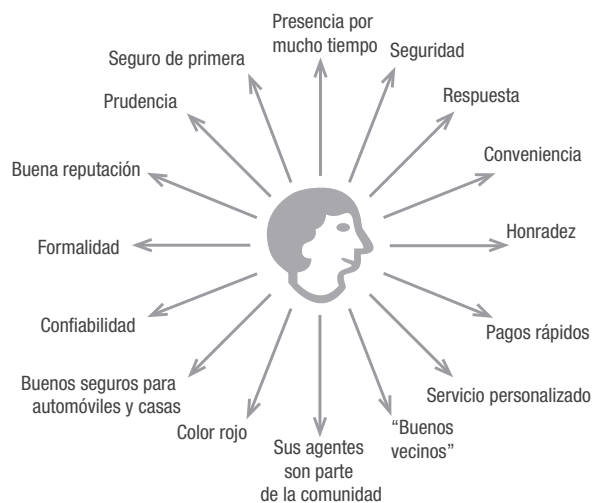 Presencia por
mucho tiempo
Seguro de primera
Seguridad
Prudencia
Respuesta
Buena reputación
Conveniencia
Formalidad
Honradez
Confiabilidad
Pagos rápidos
Buenos seguros para
automóviles y casas
Servicio personalizado
Color rojo
“Buenos
vecinos”
Sus agentes
son parte
de la comunidad